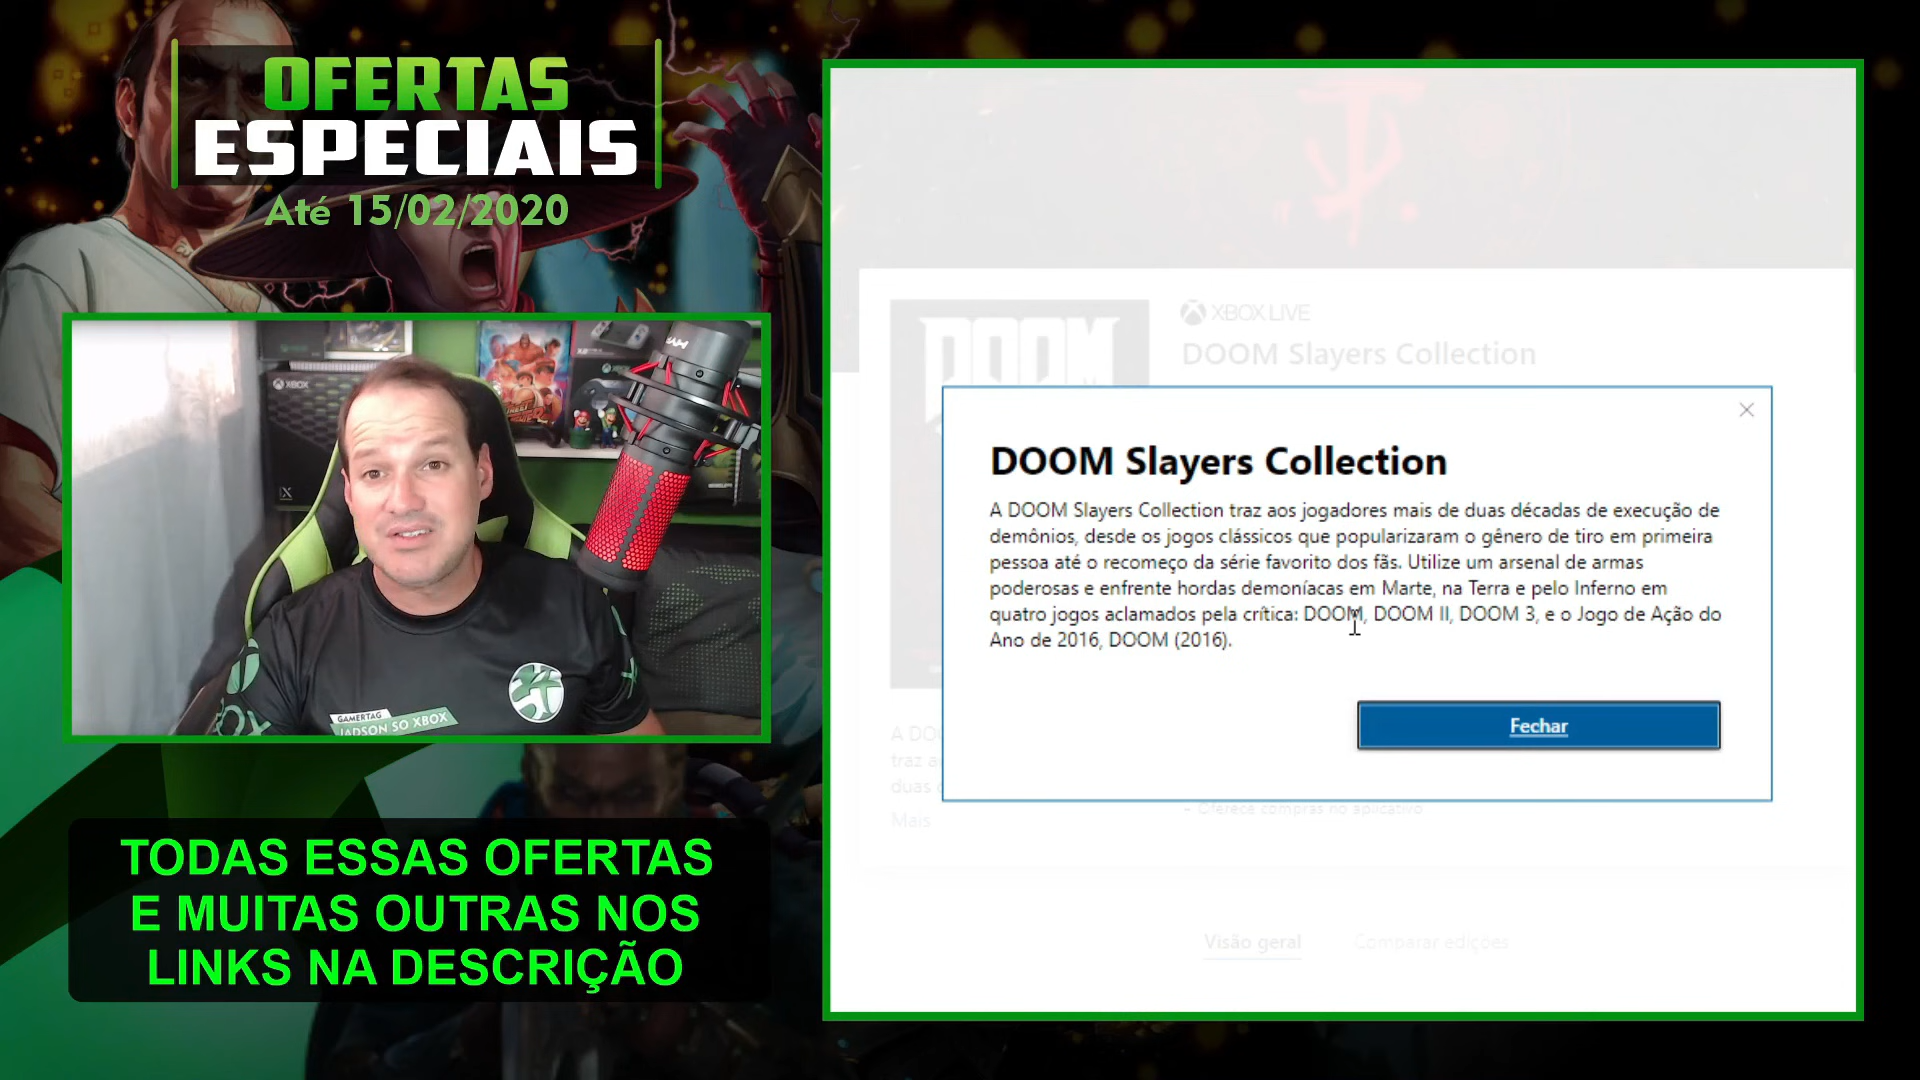 OFERTAS
ESPECIAIS
Até 15/02/2020
XBOX
X
GAMERTAG
JADSON SO XBOX
TODAS ESSAS OFERTAS
E MUITAS OUTRAS NOS
LINKS NA DESCRIÇÃO
DOOM
XBOX LIVE
DOOM Slayers Collection
DOOM Slayers Collection
A DOOM Slayers Collection traz aos jogadores mais de duas décadas de execução de
demônios, desde os jogos clássicos que popularizaram o gênero de tiro em primeira
pessoa até o recomeço da série favorito dos fãs. Utilize um arsenal de armas
poderosas e enfrente hordas demoníacas em Marte, na Terra e pelo Inferno em
quatro jogos aclamados pela crítica: DOOM, DOOM II, DOOM 3, e o Jogo de Ação do
Ano de 2016, DOOM (2016).
Fechar
A DO
traz a
duas
Mais
- Oferece compras no aplicativo
Visão geral
Comparar edições